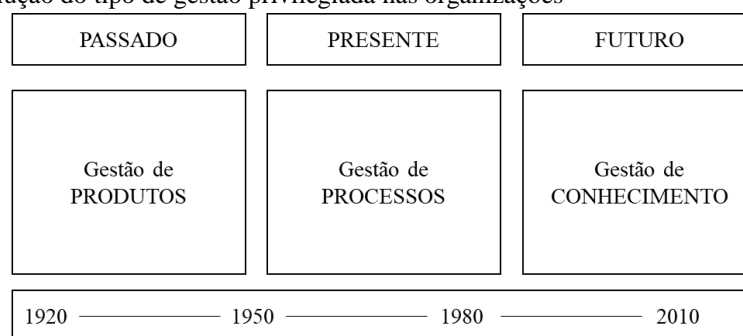 do tipo de gestão privilegiada nas organizações
PASSADO
PRESENTE
FUTURO
Gestão de
PRODUTOS
Gestão de
PROCESSOS
Gestão de
CONHECIMENTO
1920 1950 1980 2010